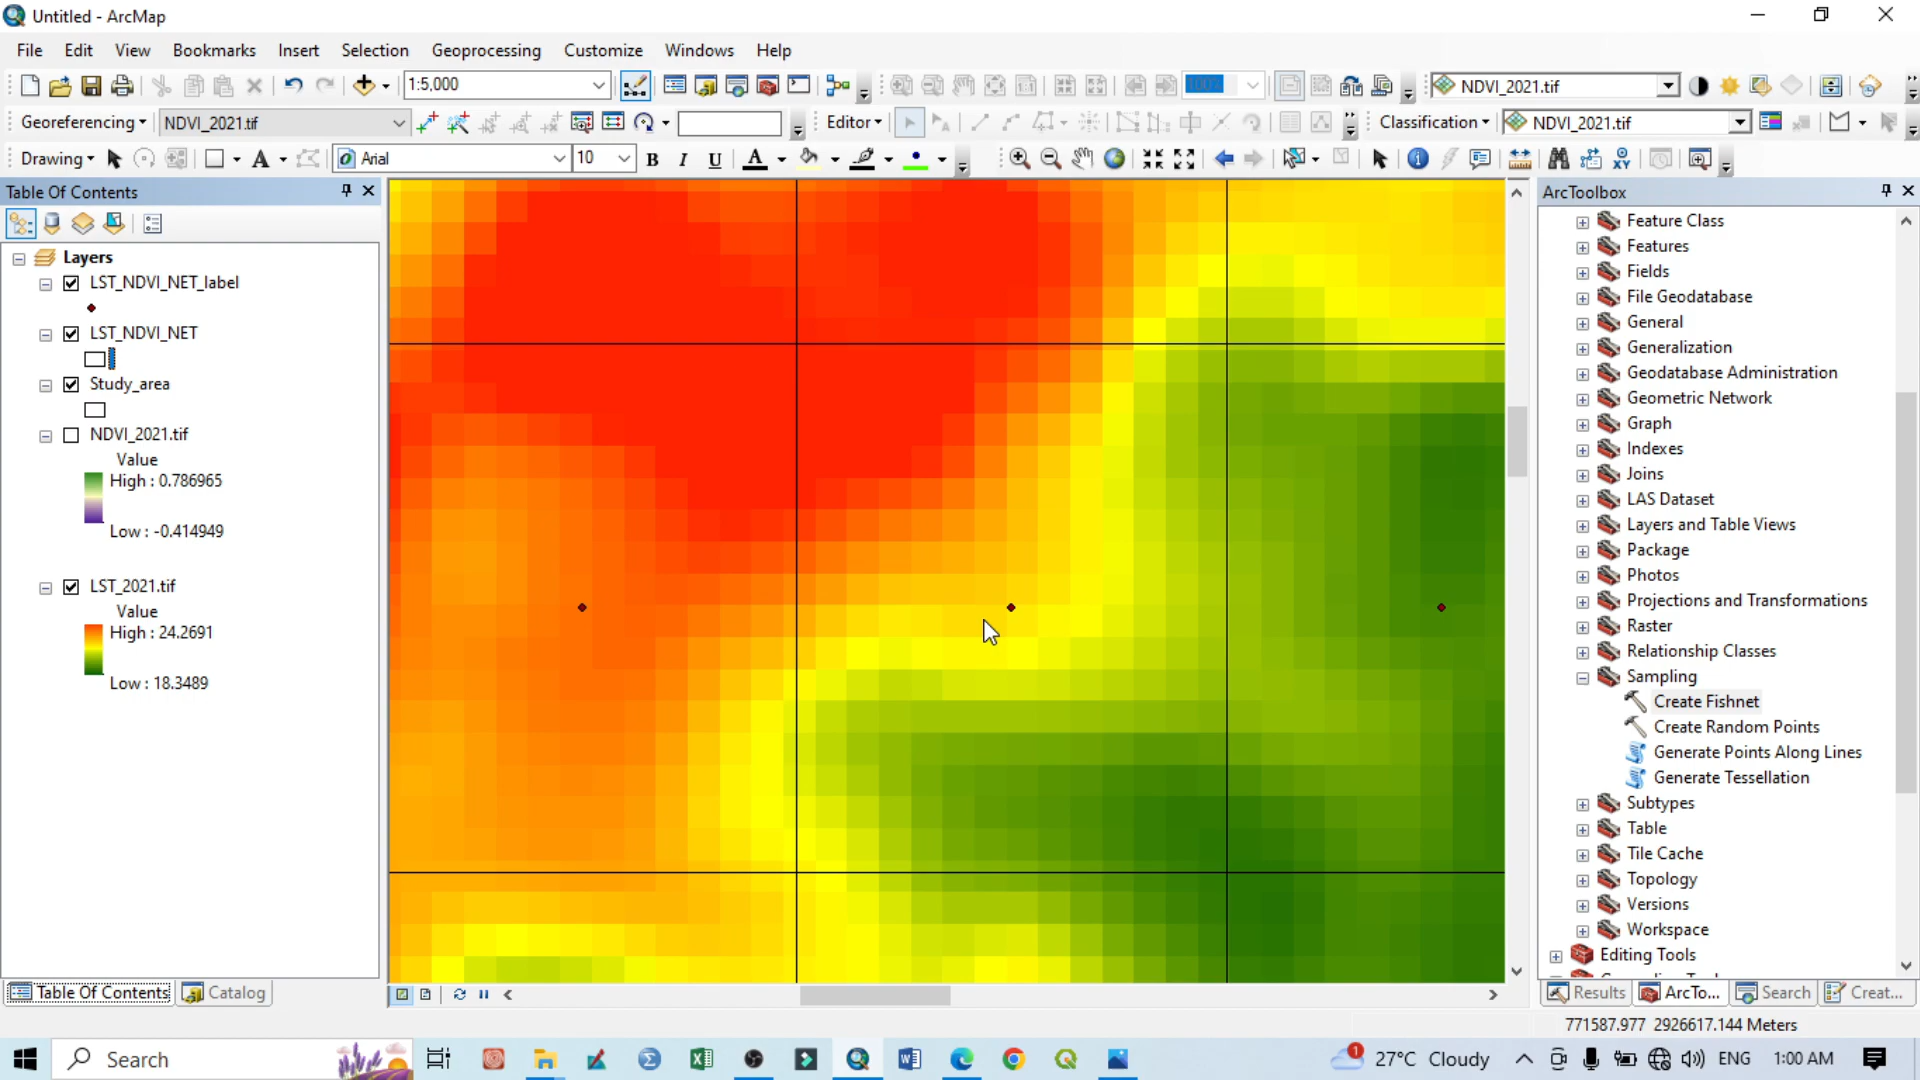 Untitled - ArcMap
File Edit View Bookmarks Insert Selection Geoprocessing Customize Windows Help
1:5,000 100% NDVI_2021.tif
Georeferencing NDVI_2021.tif Editor Classification NDVI_2021.tif
Drawing A Arial 10 B I U A XY
Table Of Contents
Layers
LST_NDVI_NET_label
LST_NDVI_NET
Study_area
NDVI_2021.tif
Value
High : 0.786965
Low : -0.414949
LST_2021.tif
Value
High : 24.2691
Low : 18.3489
Table Of Contents Catalog
ArcToolbox
Feature Class
Features
Fields
File Geodatabase
General
Generalization
Geodatabase Administration
Geometric Network
Graph
Indexes
Joins
LAS Dataset
Layers and Table Views
Package
Photos
Projections and Transformations
Raster
Relationship Classes
Sampling
Create Fishnet
Create Random Points
Generate Points Along Lines
Generate Tessellation
Subtypes
Table
Tile Cache
Topology
Versions
Workspace
Editing Tools
Results ArcTo... Search Creat...
771587.977 2926617.144 Meters
Search 1 27°C Cloudy ENG 1:00 AM